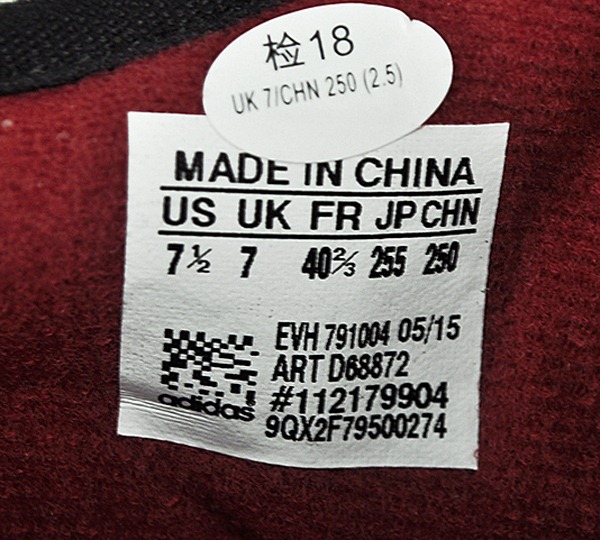 检18
UK 7/CHN 250 (2.5)
MADE IN CHINA
US UK FR JP CHN
7½ 7 40⅔ 255 250
EVH 791004 05/15
ART D68872
#112179904
9QX2F79500274
adidas